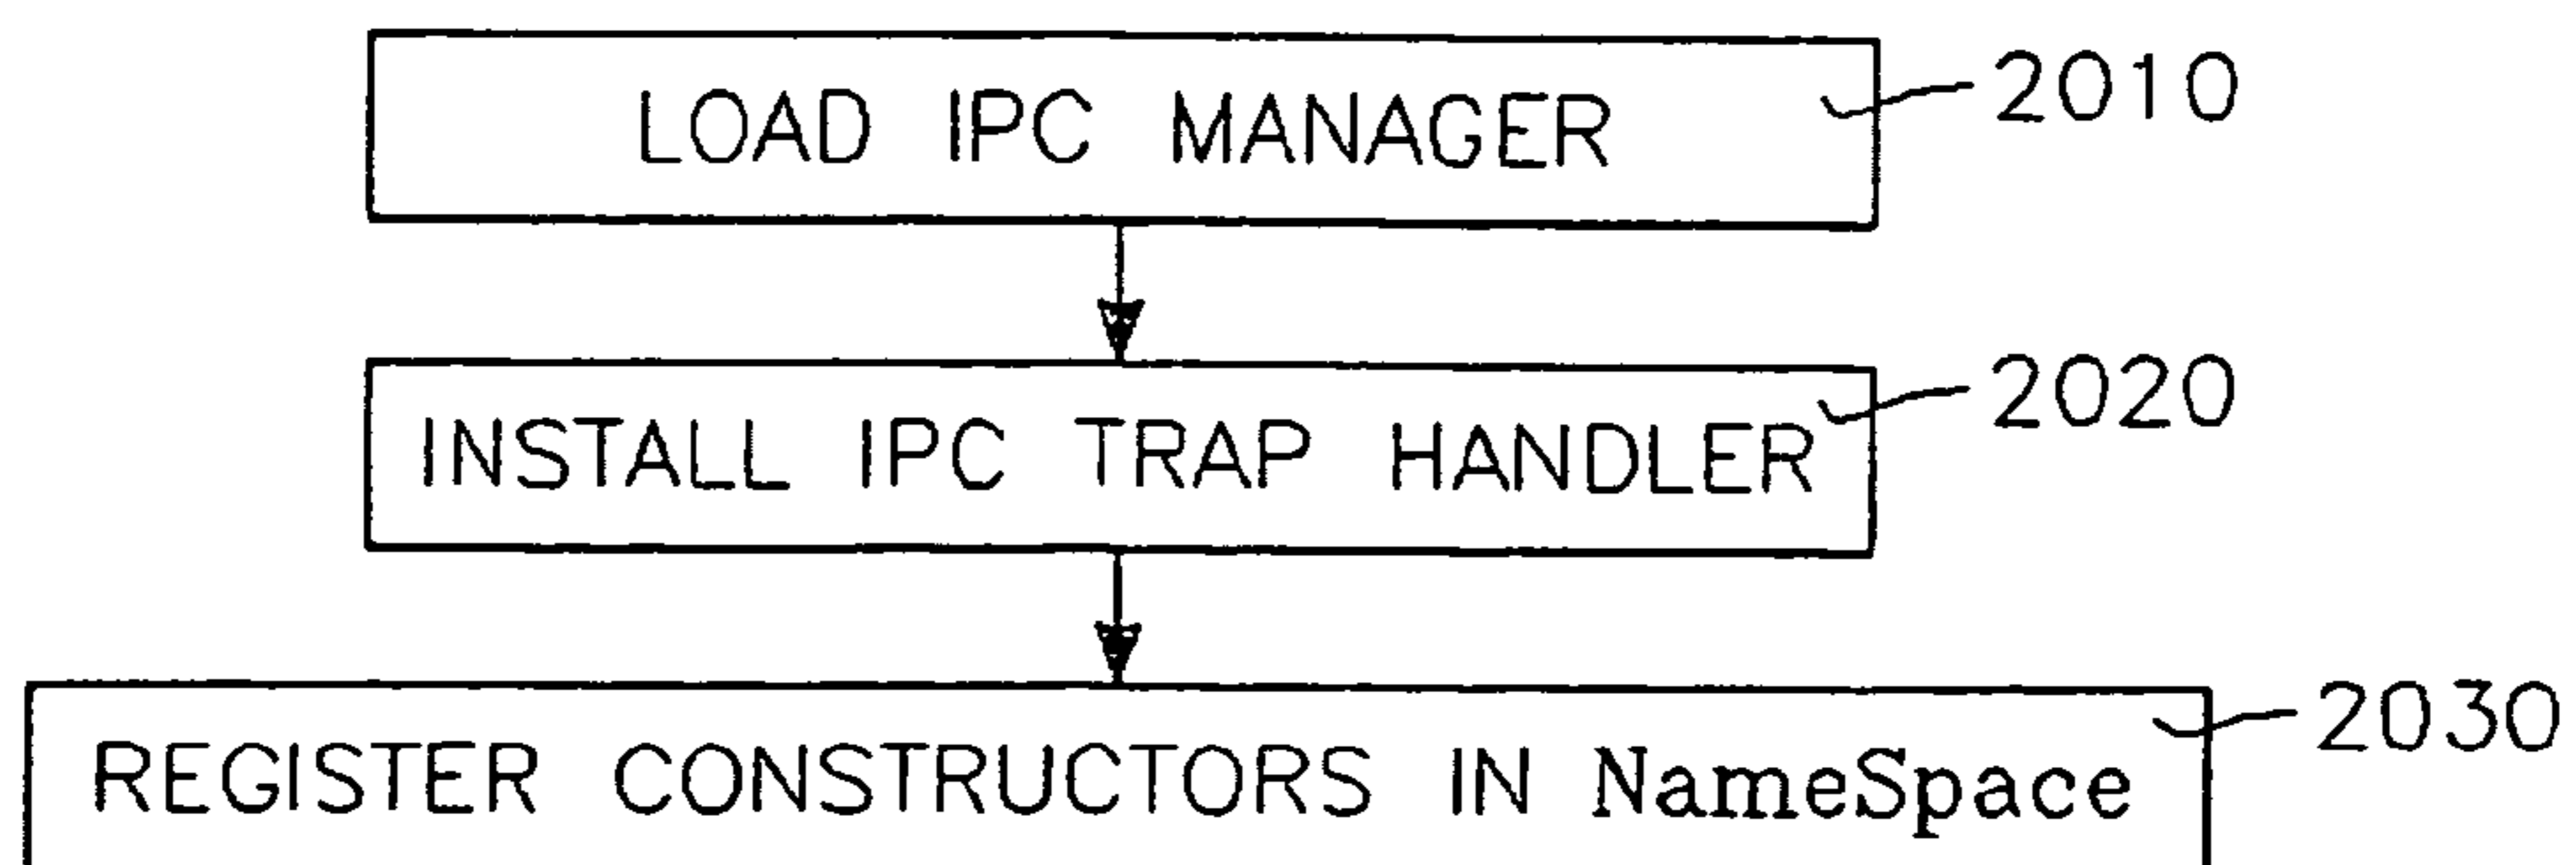 LOAD IPC MANAGER 2010
INSTALL IPC TRAP HANDLER 2020
REGISTER CONSTRUCTORS IN NameSpace 2030